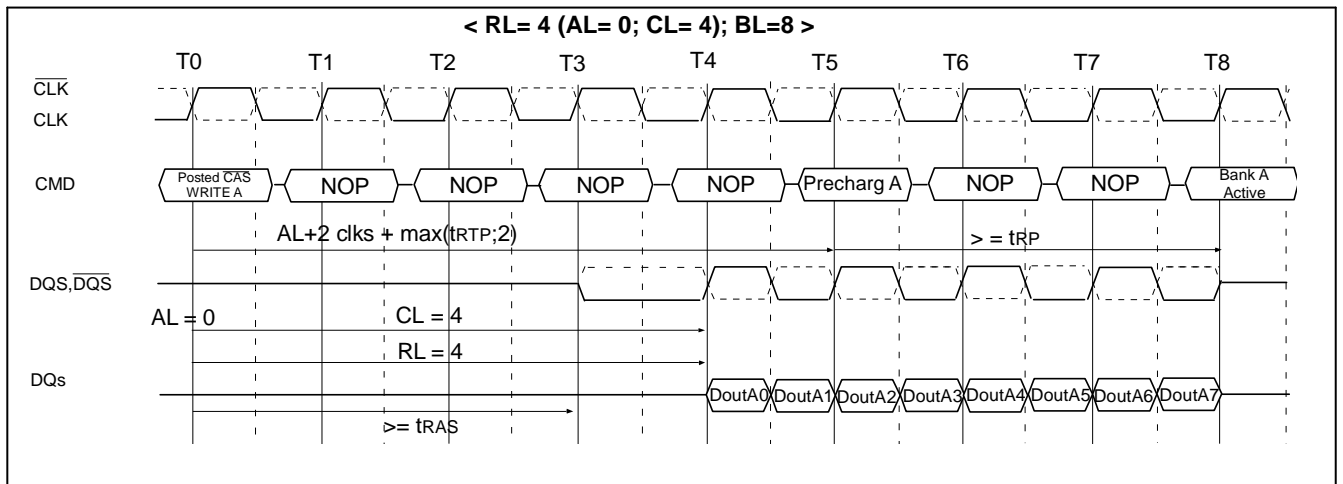 < RL= 4 (AL= 0; CL= 4); BL=8 >
T0 T1 T2 T3 T4 T5 T6 T7 T8
CLK
CLK
CMD
Posted CAS
WRITE A
NOP NOP NOP NOP Precharg A NOP NOP
Bank A
Active
AL+2 clks + max(tRTP;2)
> = tRP
DQS,DQS
AL = 0
CL = 4
RL = 4
DQs
DoutA0 DoutA1 DoutA2 DoutA3 DoutA4 DoutA5 DoutA6 DoutA7
>= tRAS